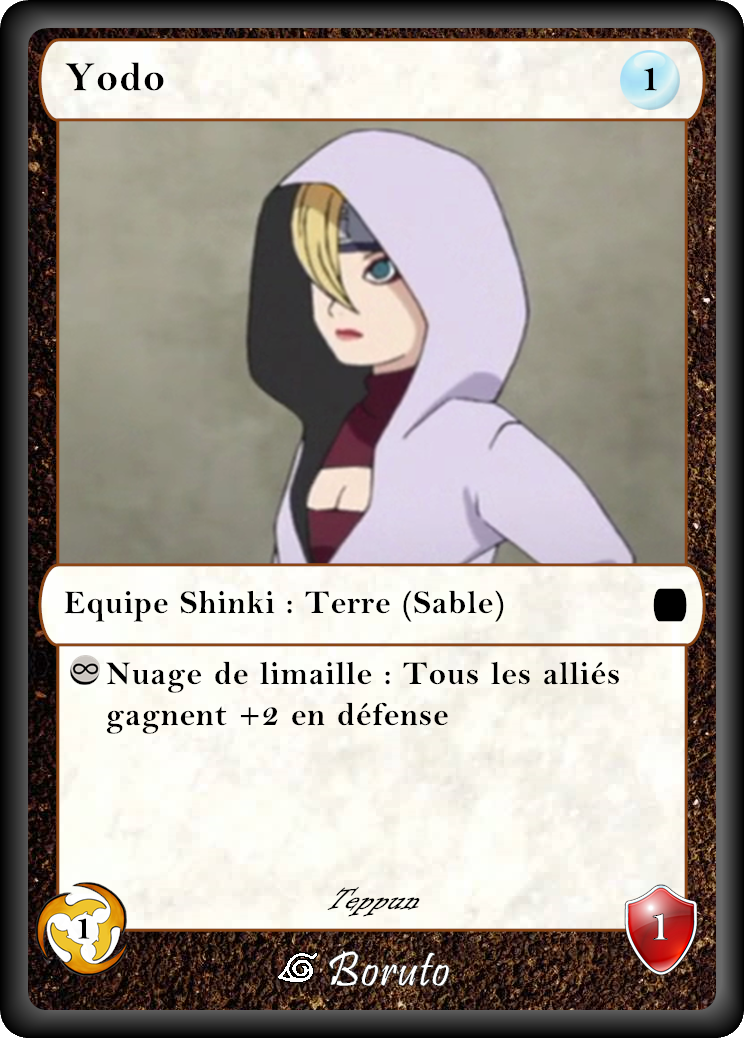 Yodo
1
Equipe Shinki : Terre (Sable)
♾ Nuage de limaille : Tous les alliés
gagnent +2 en défense
Teppun
1
1
Boruto